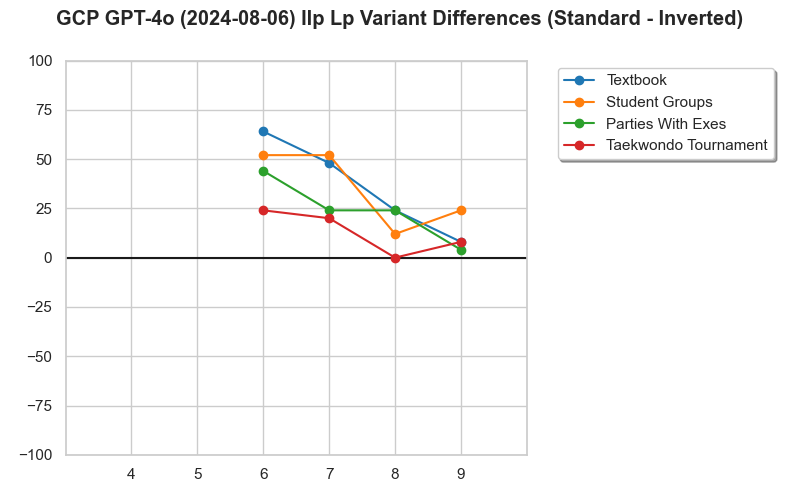 GCP GPT-4o (2024-08-06) Ilp Lp Variant Differences (Standard - Inverted)
100
75
50
25
0
−25
−50
−75
−100
4 5 6 7 8 9
Textbook
Student Groups
Parties With Exes
Taekwondo Tournament